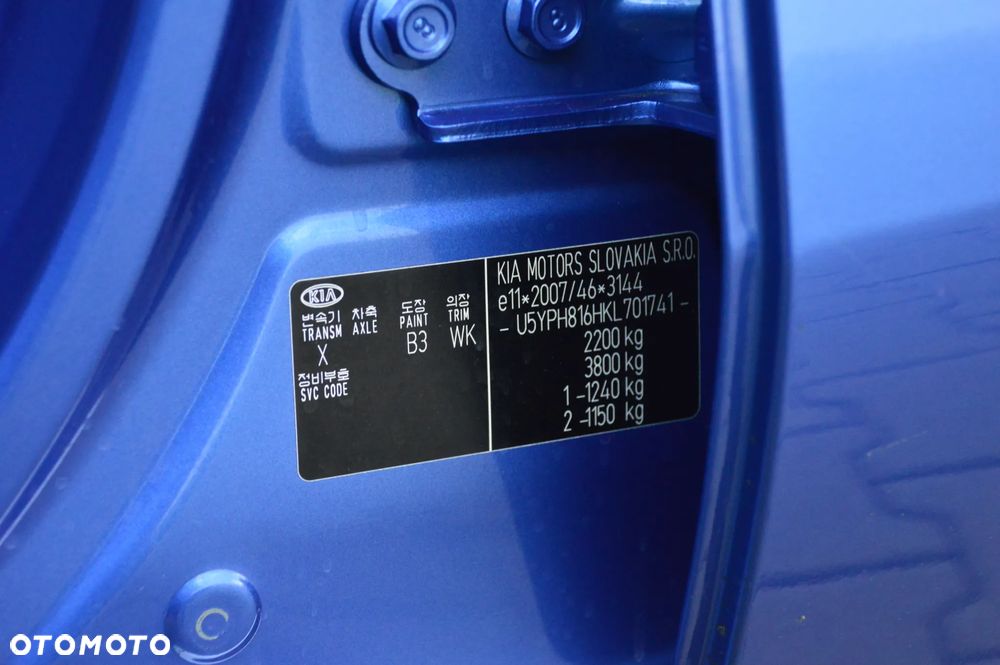 KIA
변속기 차축 도장 의장
TRANSM AXLE PAINT TRIM
X B3 WK
정비부호
SVC CODE
KIA MOTORS SLOVAKIA S.R.O.
e11*2007/46*3144
- U5YPH816HKL701741 -
2200 kg
3800 kg
1 -1240 kg
2 -1150 kg
OTOMOTO